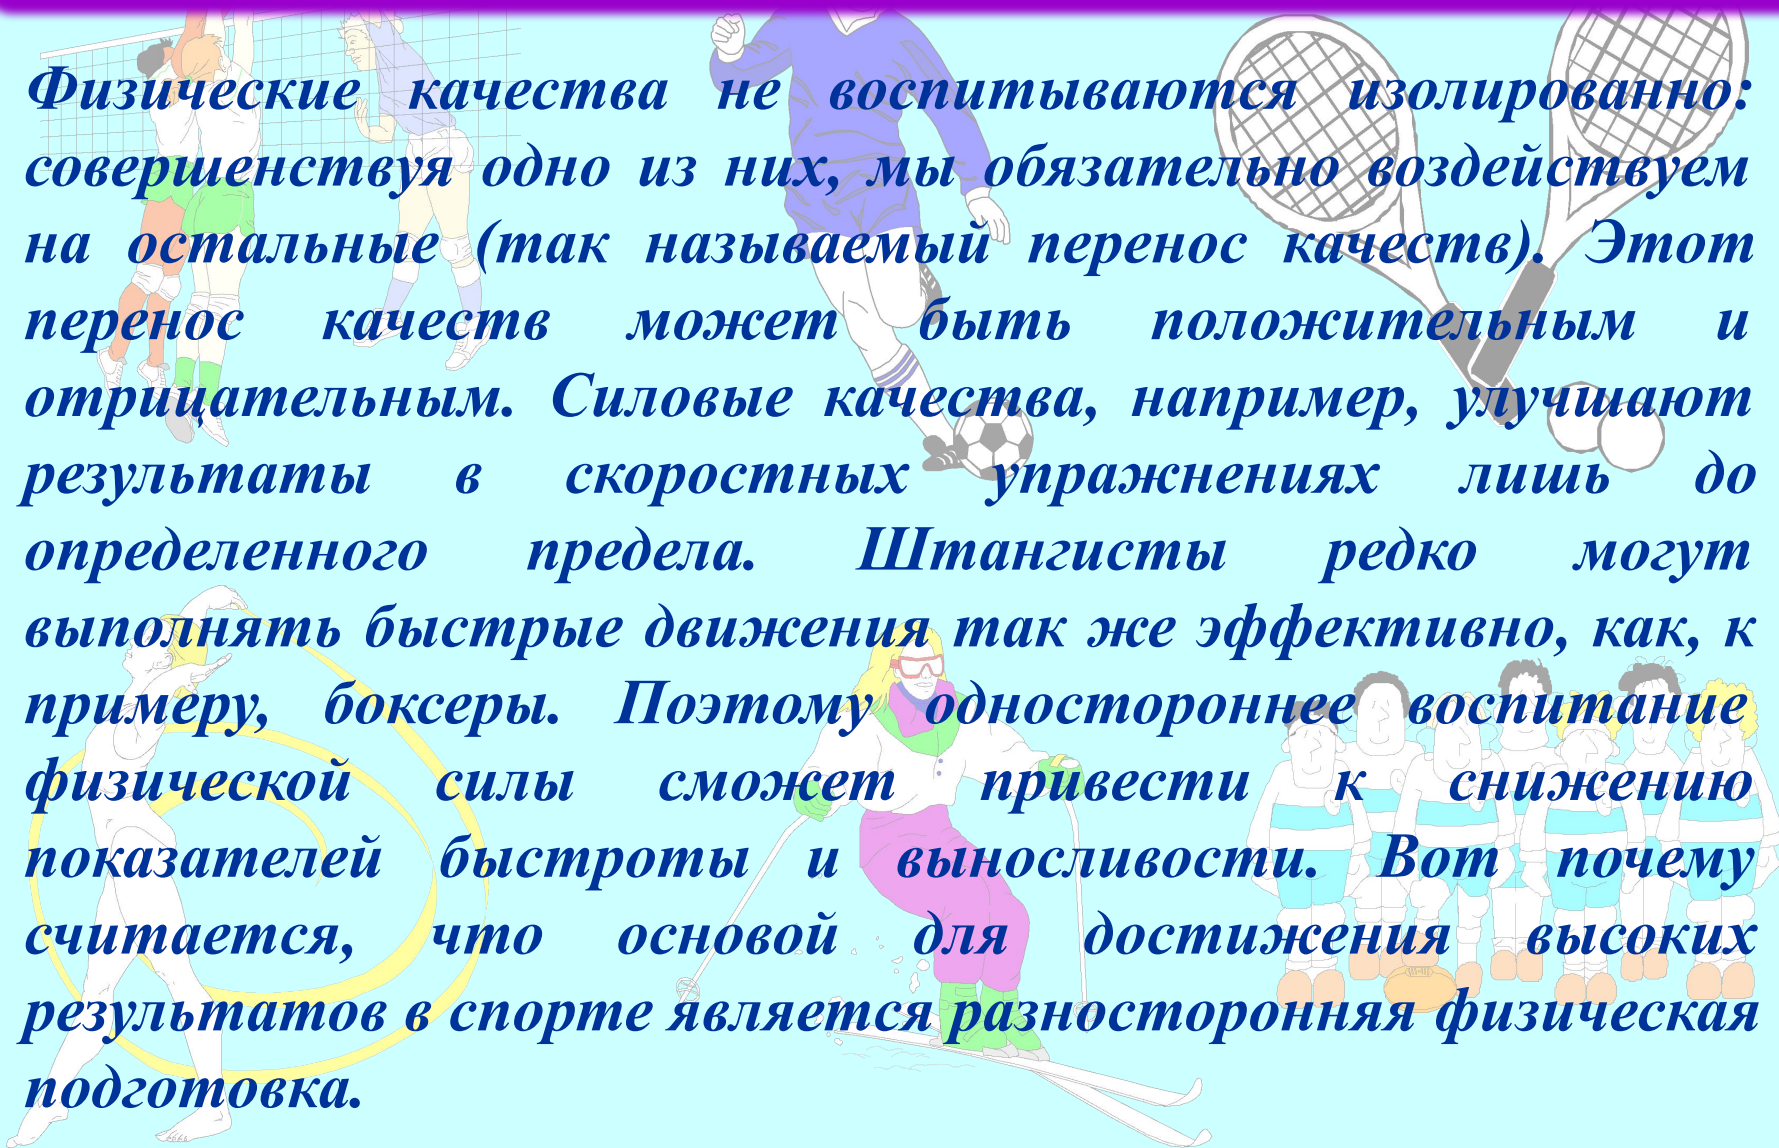 Физические качества не воспитываются изолированно:
совершенствуя одно из них, мы обязательно воздействуем
на остальные (так называемый перенос качеств). Этот
перенос качеств может быть положительным и
отрицательным. Силовые качества, например, улучшают
результаты в скоростных упражнениях лишь до
определенного предела. Штангисты редко могут
выполнять быстрые движения так же эффективно, как, к
примеру, боксеры. Поэтому одностороннее воспитание
физической силы сможет привести к снижению
показателей быстроты и выносливости. Вот почему
считается, что основой для достижения высоких
результатов в спорте является разносторонняя физическая
подготовка.